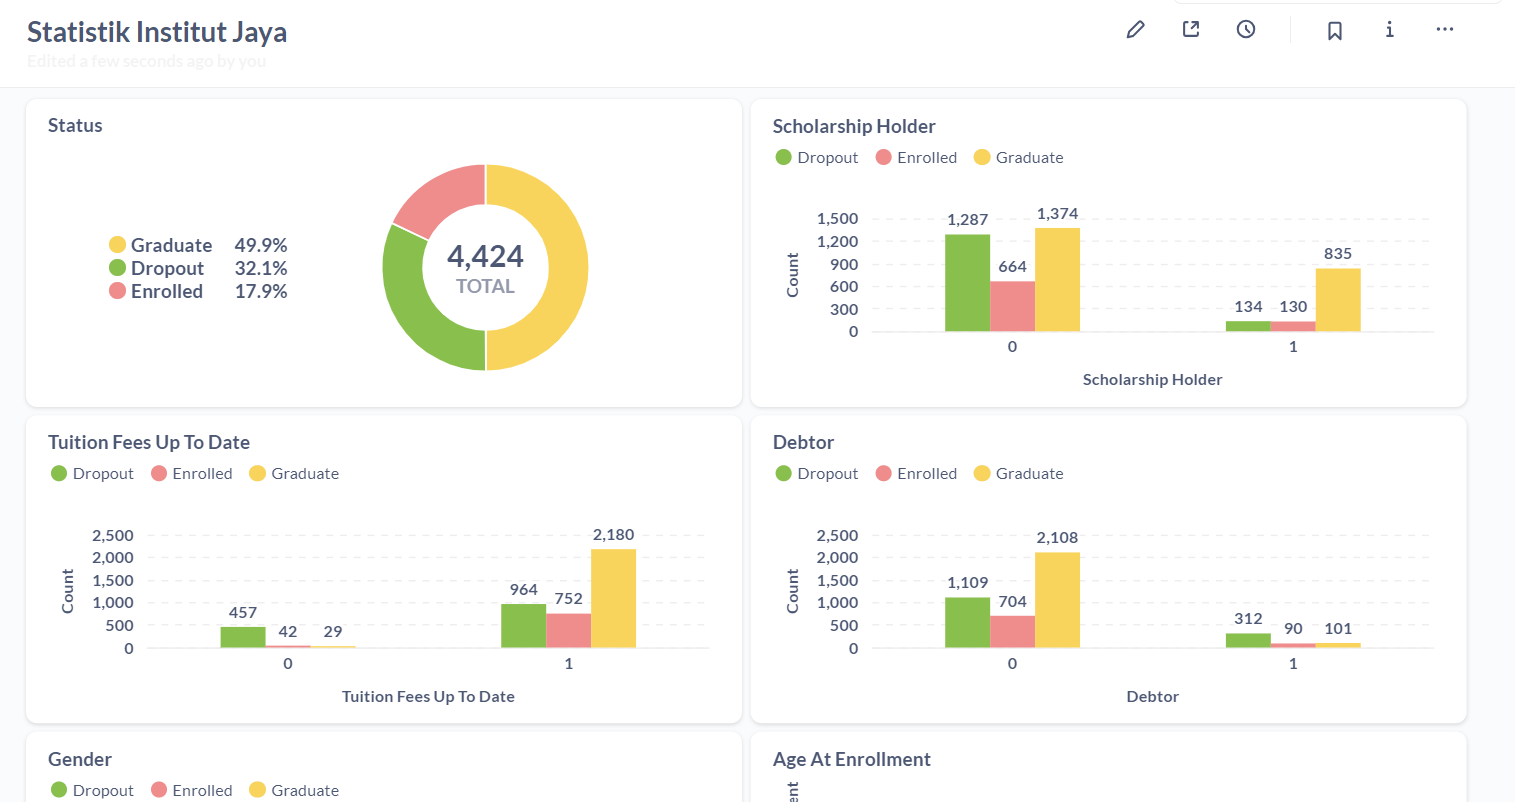 Statistik Institut Jaya
Edited a few seconds ago by you
Status
Graduate 49.9%
Dropout 32.1%
Enrolled 17.9%
4,424
TOTAL
Scholarship Holder
Dropout Enrolled Graduate
Count
1,500
1,200
900
600
300
0
1,287
664
1,374
134
130
835
0 1
Scholarship Holder
Tuition Fees Up To Date
Dropout Enrolled Graduate
Count
2,500
2,000
1,500
1,000
500
0
457
42
29
964
752
2,180
0 1
Tuition Fees Up To Date
Debtor
Dropout Enrolled Graduate
Count
2,500
2,000
1,500
1,000
500
0
1,109
704
2,108
312
90
101
0 1
Debtor
Gender
Dropout Enrolled Graduate
Age At Enrollment